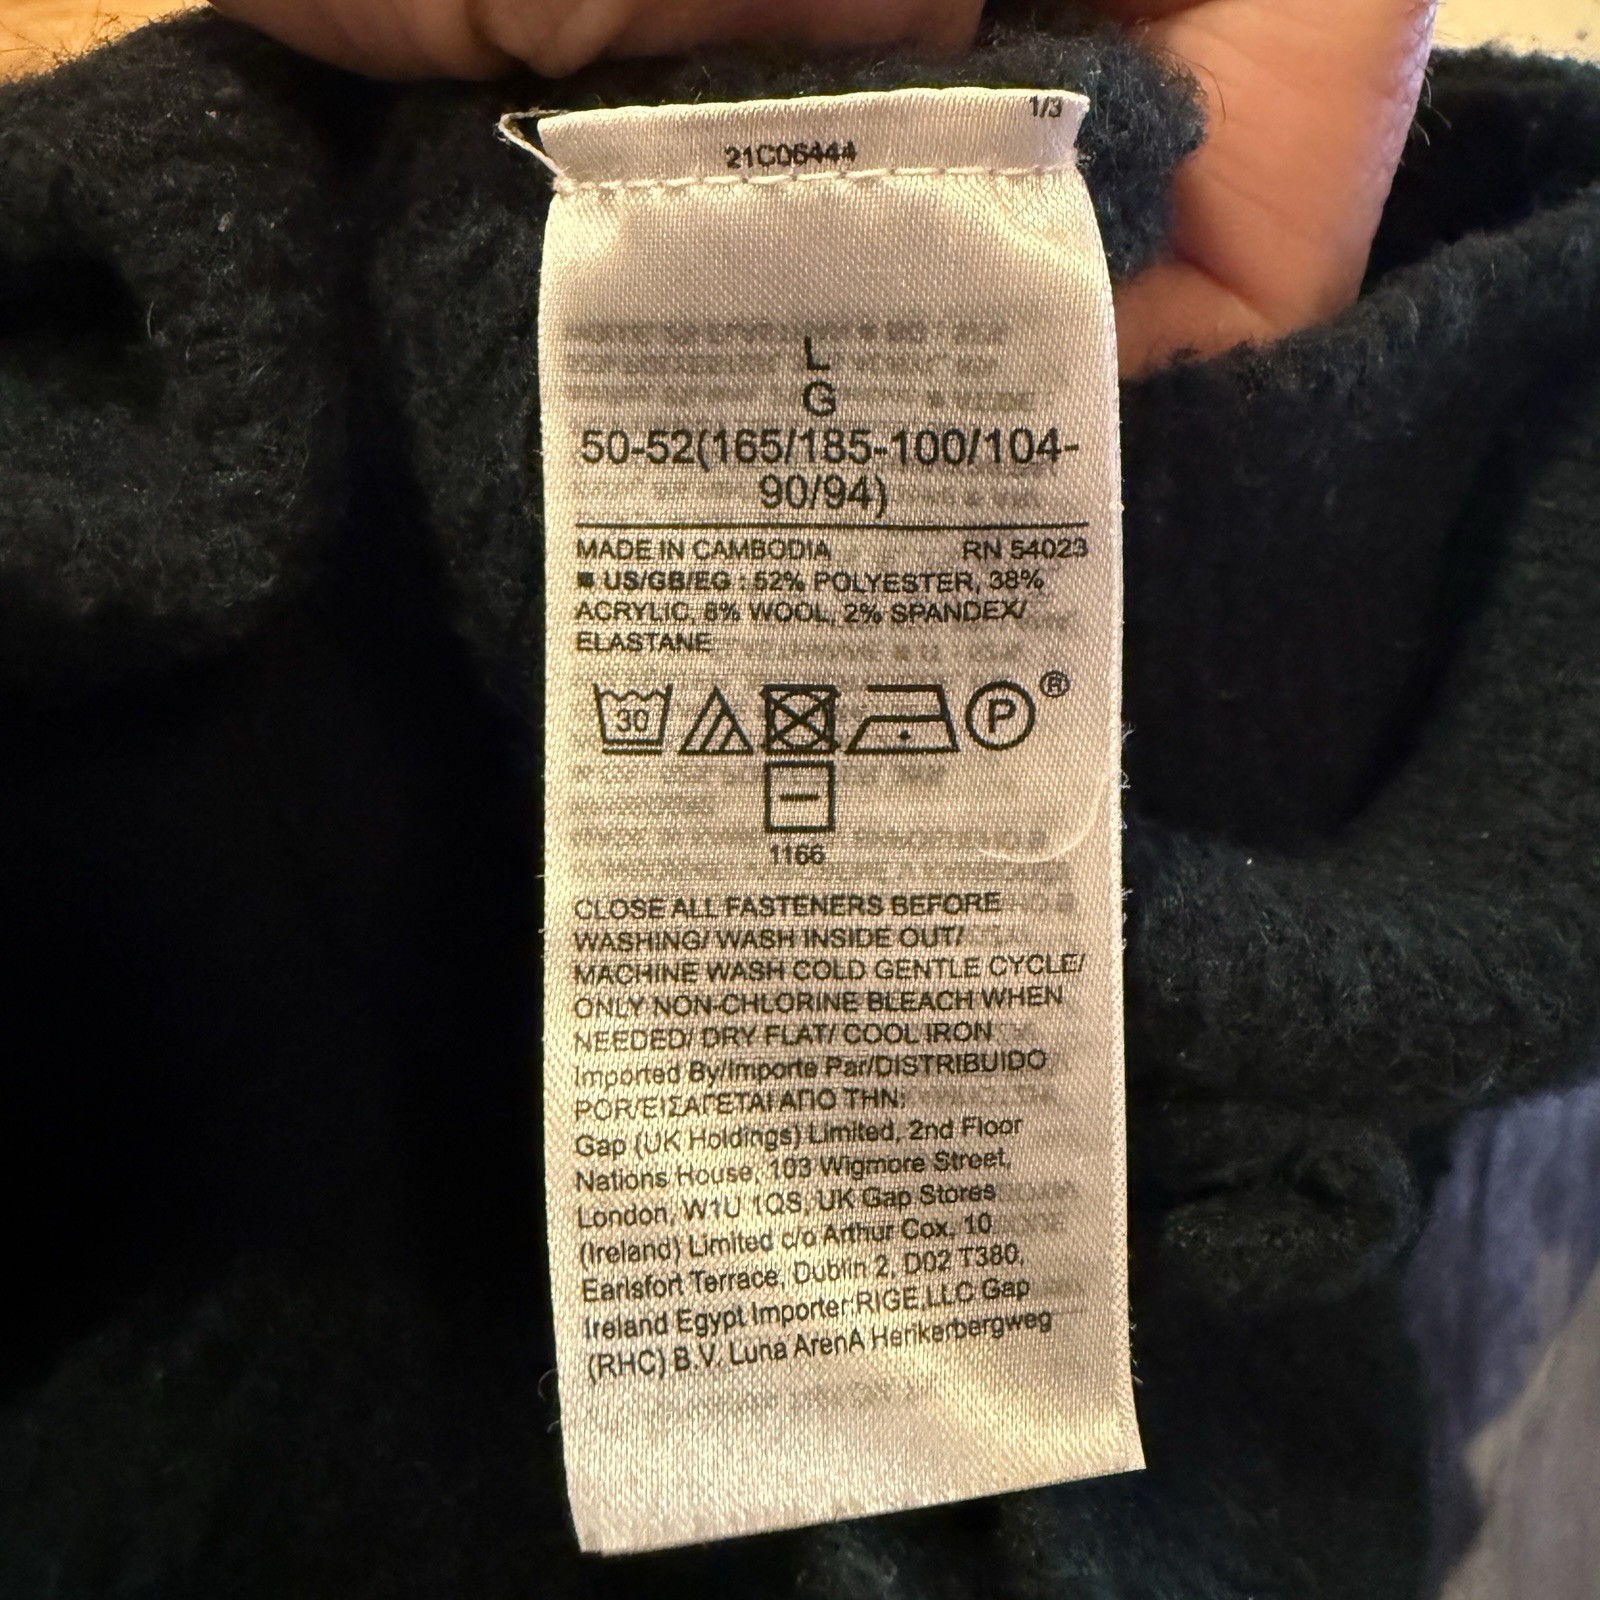 1/3
21C06444
L
G
50-52(165/185-100/104-
90/94)
MADE IN CAMBODIA RN 54023
■ US/GB/EG : 52% POLYESTER, 38%
ACRYLIC, 8% WOOL, 2% SPANDEX/
ELASTANE
30 P ®
1166
CLOSE ALL FASTENERS BEFORE
WASHING/ WASH INSIDE OUT/
MACHINE WASH COLD GENTLE CYCLE/
ONLY NON-CHLORINE BLEACH WHEN
NEEDED/ DRY FLAT/ COOL IRON
Imported By/Importe Par/DISTRIBUIDO
POR/ΕΙΣΑΓΕΤΑΙ ΑΠΟ ΤΗΝ:
Gap (UK Holdings) Limited, 2nd Floor
Nations House, 103 Wigmore Street,
London, W1U 1QS, UK Gap Stores
(Ireland) Limited c/o Arthur Cox, 10
Earlsfort Terrace, Dublin 2, D02 T380,
Ireland Egypt Importer:RIGE,LLC Gap
(RHC) B.V. Luna ArenA Herikerbergweg